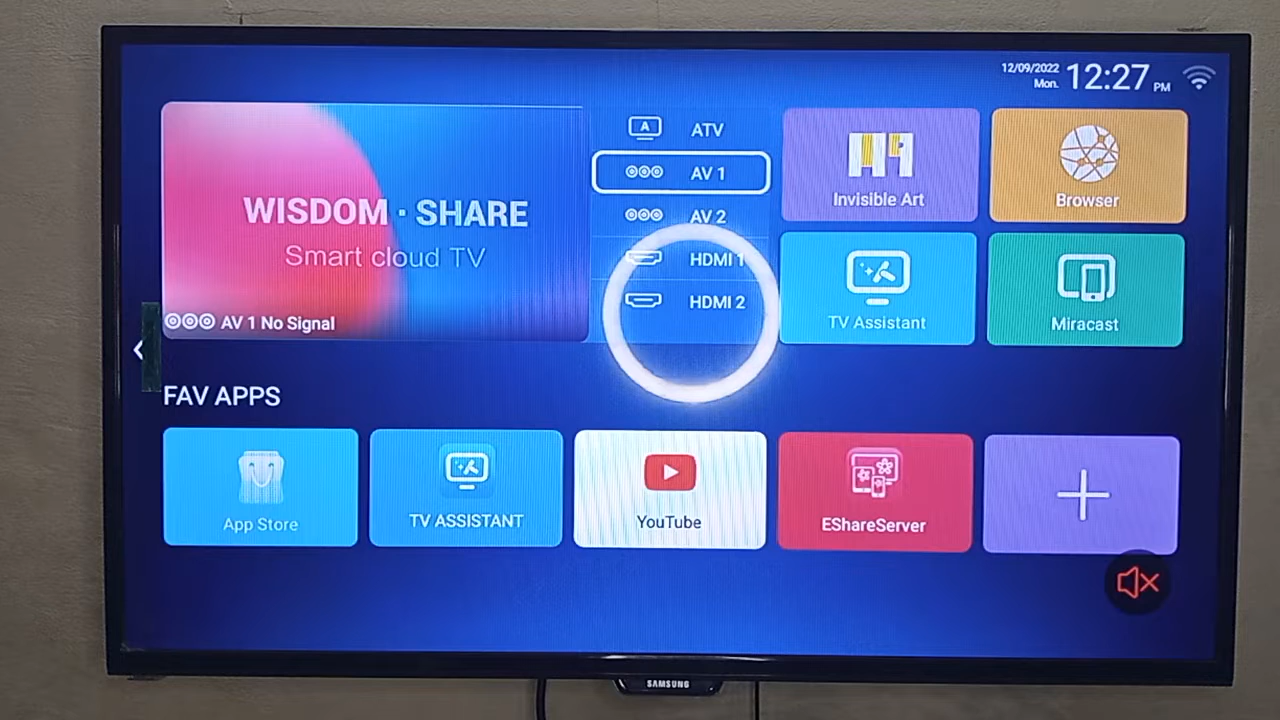 12/09/2022
Mon.
12:27 PM
WISDOM · SHARE
Smart cloud TV
AV 1 No Signal
A
ATV
AV 1
AV 2
HDMI 1
HDMI 2
Invisible Art
Browser
TV Assistant
Miracast
FAV APPS
App Store
TV ASSISTANT
YouTube
EShareServer
SAMSUNG